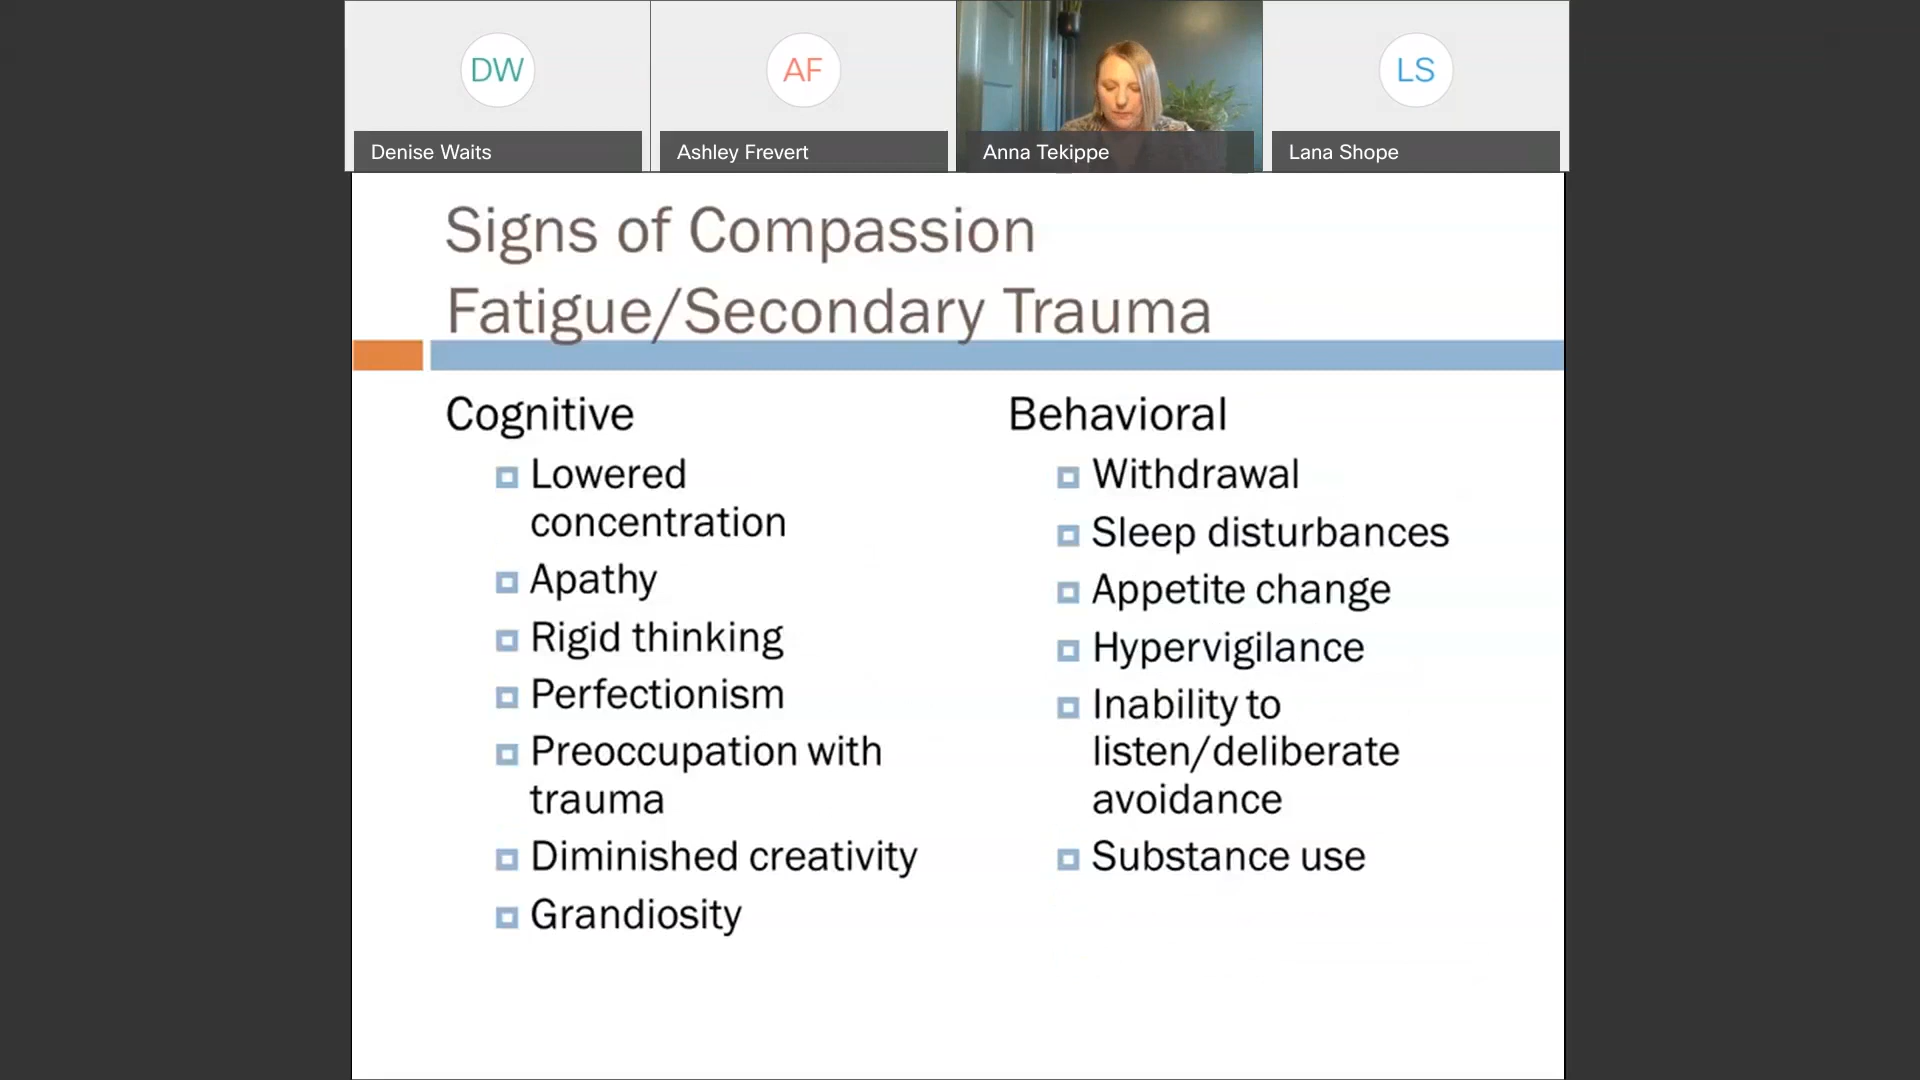 DW
AF
LS
Denise Waits
Ashley Frevert
Anna Tekippe
Lana Shope
Signs of Compassion
Fatigue/Secondary Trauma
Cognitive
Lowered
concentration
Apathy
Rigid thinking
Perfectionism
Preoccupation with
trauma
Diminished creativity
Grandiosity
Behavioral
Withdrawal
Sleep disturbances
Appetite change
Hypervigilance
Inability to
listen/deliberate
avoidance
Substance use